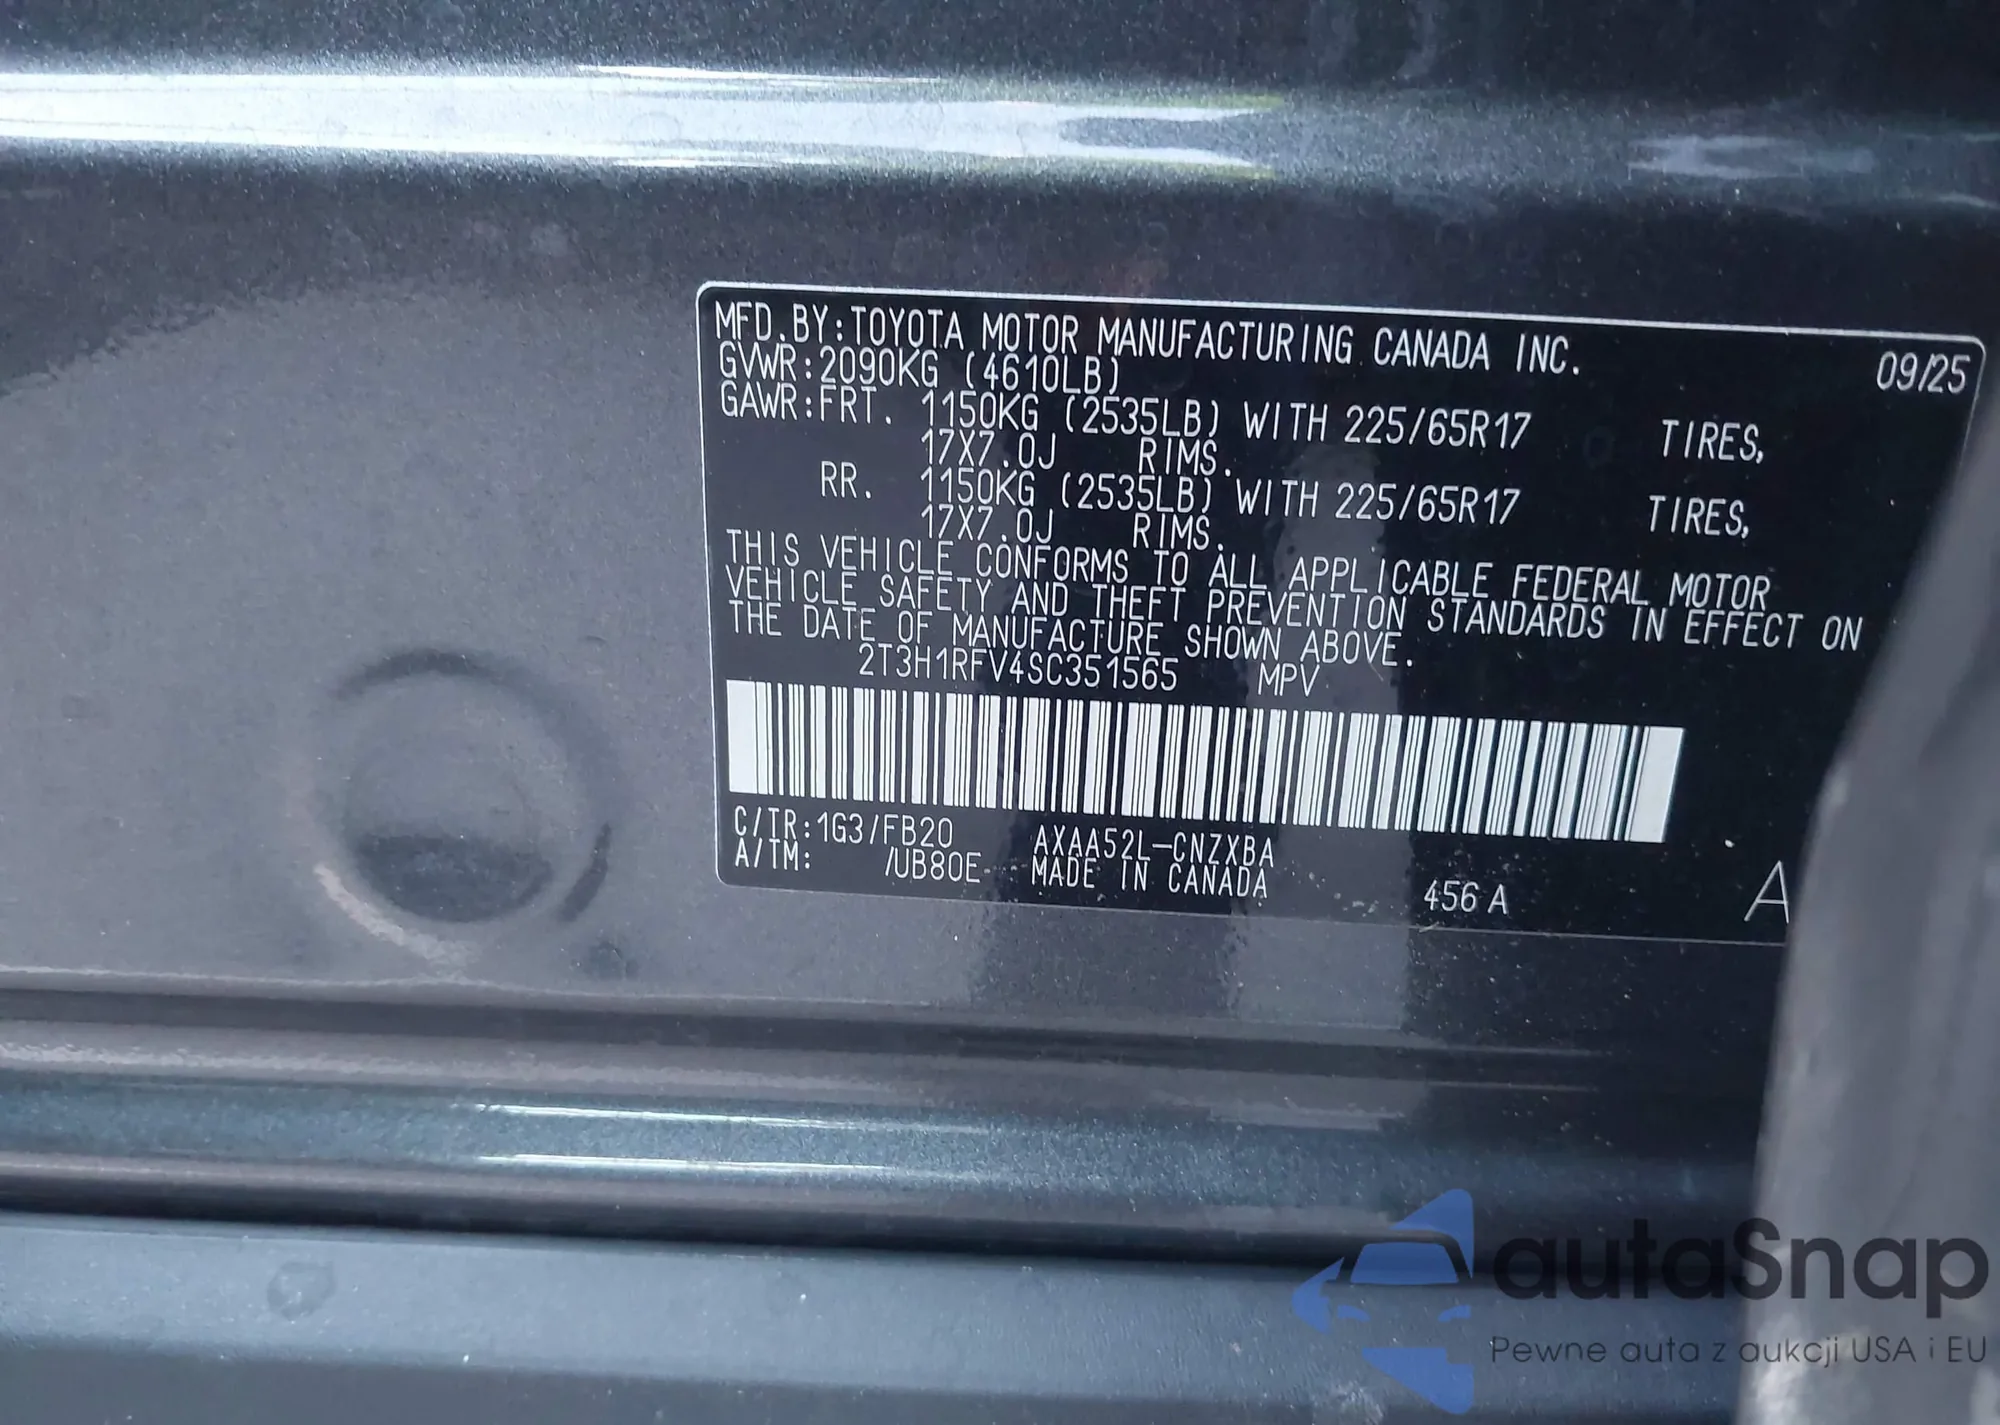 MFD.BY:TOYOTA MOTOR MANUFACTURING CANADA INC. 09/25
GVWR:2090KG (4610LB)
GAWR:FRT. 1150KG (2535LB) WITH 225/65R17 TIRES,
17X7.0J RIMS.
RR. 1150KG (2535LB) WITH 225/65R17 TIRES,
17X7.0J RIMS.
THIS VEHICLE CONFORMS TO ALL APPLICABLE FEDERAL MOTOR
VEHICLE SAFETY AND THEFT PREVENTION STANDARDS IN EFFECT ON
THE DATE OF MANUFACTURE SHOWN ABOVE.
2T3H1RFV4SC351565 MPV
C/TR:1G3/FB20 AXAA52L-CNZXBA
A/TM: /UB80E MADE IN CANADA
456 A A
autaSnap
Pewne auta z aukcji USA i EU